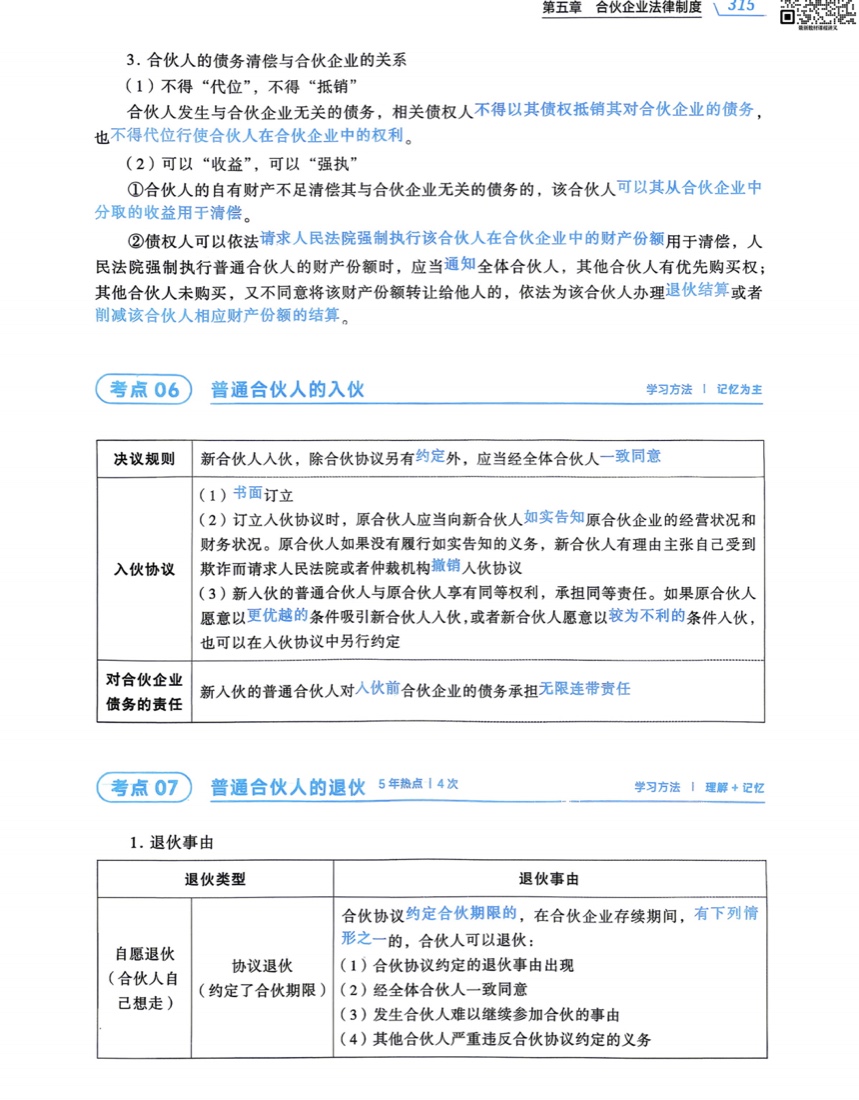 第五章 合伙企业法律制度 315
3. 合伙人的债务清偿与合伙企业的关系
（1）不得“代位”，不得“抵销”
合伙人发生与合伙企业无关的债务，相关债权人不得以其债权抵销其对合伙企业的债务，
也不得代位行使合伙人在合伙企业中的权利。
（2）可以“收益”，可以“强执”
①合伙人的自有财产不足清偿其与合伙企业无关的债务的，该合伙人可以其从合伙企业中
分取的收益用于清偿。
②债权人可以依法请求人民法院强制执行该合伙人在合伙企业中的财产份额用于清偿，人
民法院强制执行普通合伙人的财产份额时，应当通知全体合伙人，其他合伙人有优先购买权；
其他合伙人未购买，又不同意将该财产份额转让给他人的，依法为该合伙人办理退伙结算或者
削减该合伙人相应财产份额的结算。
考点 06 普通合伙人的入伙 学习方法 | 记忆为主
决议规则 新合伙人入伙，除合伙协议另有约定外，应当经全体合伙人一致同意
入伙协议
（1）书面订立
（2）订立入伙协议时，原合伙人应当向新合伙人如实告知原合伙企业的经营状况和
财务状况。原合伙人如果没有履行如实告知的义务，新合伙人有理由主张自己受到
欺诈而请求人民法院或者仲裁机构撤销入伙协议
（3）新入伙的普通合伙人与原合伙人享有同等权利，承担同等责任。如果原合伙人
愿意以更优越的条件吸引新合伙人入伙，或者新合伙人愿意以较为不利的条件入伙，
也可以在入伙协议中另行约定
对合伙企业
债务的责任
新入伙的普通合伙人对入伙前合伙企业的债务承担无限连带责任
考点 07 普通合伙人的退伙 5年热点 | 4次 学习方法 | 理解+记忆
1. 退伙事由
退伙类型 退伙事由
自愿退伙
（合伙人自
己想走）
协议退伙
（约定了合伙期限）
合伙协议约定合伙期限的，在合伙企业存续期间，有下列情
形之一的，合伙人可以退伙：
（1）合伙协议约定的退伙事由出现
（2）经全体合伙人一致同意
（3）发生合伙人难以继续参加合伙的事由
（4）其他合伙人严重违反合伙协议约定的义务